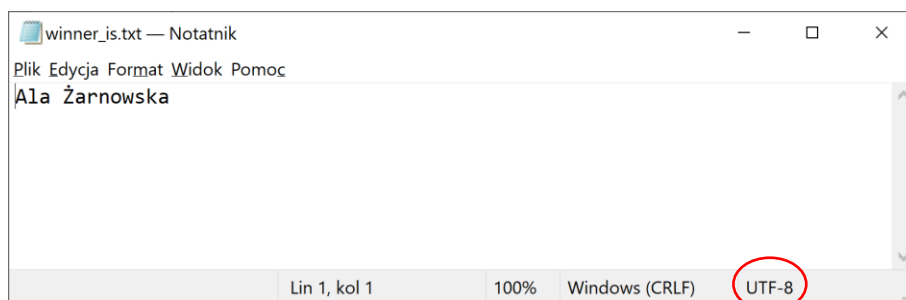 winner_is.txt — Notatnik
Plik Edycja Format Widok Pomoc
Ala Żarnowska
Lin 1, kol 1 100% Windows (CRLF) UTF-8